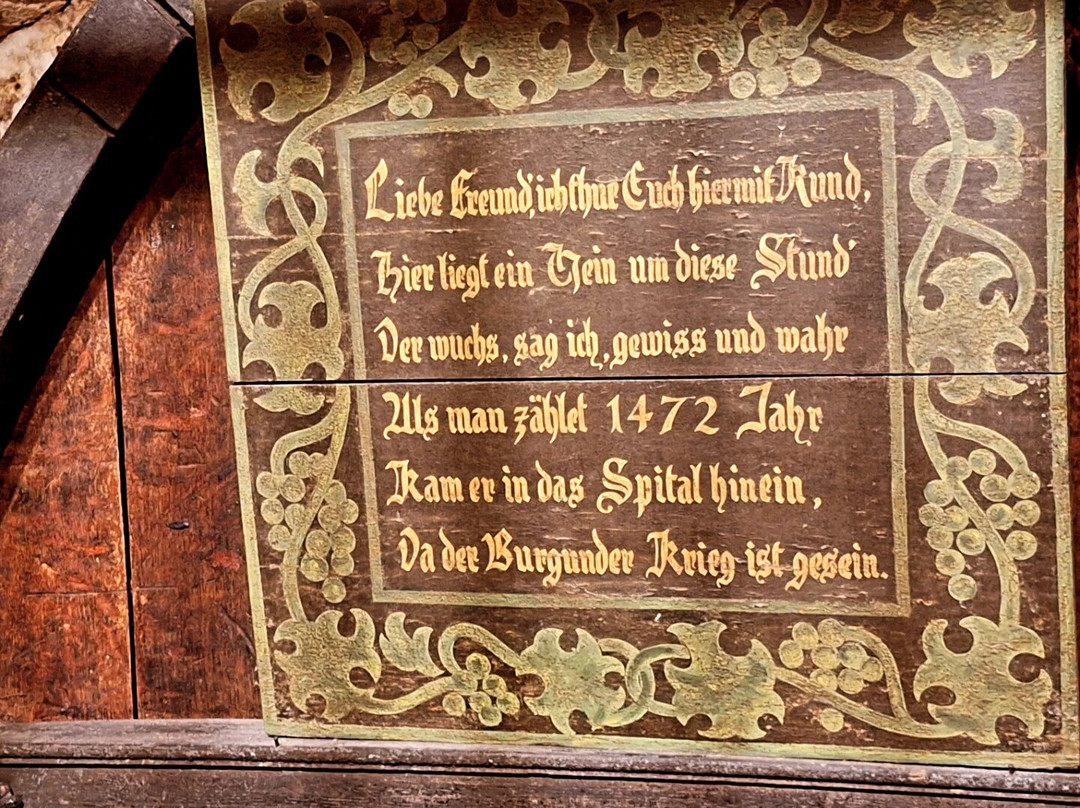 Liebe Freund', ich thue Euch hiermit Kund,
Hier liegt ein Wein um diese Stund'
Der wuchs, sag ich, gewiss und wahr
Als man zählet 1472 Jahr
Kam er in das Spital hinein,
Da der Burgunder Krieg ist gesein.